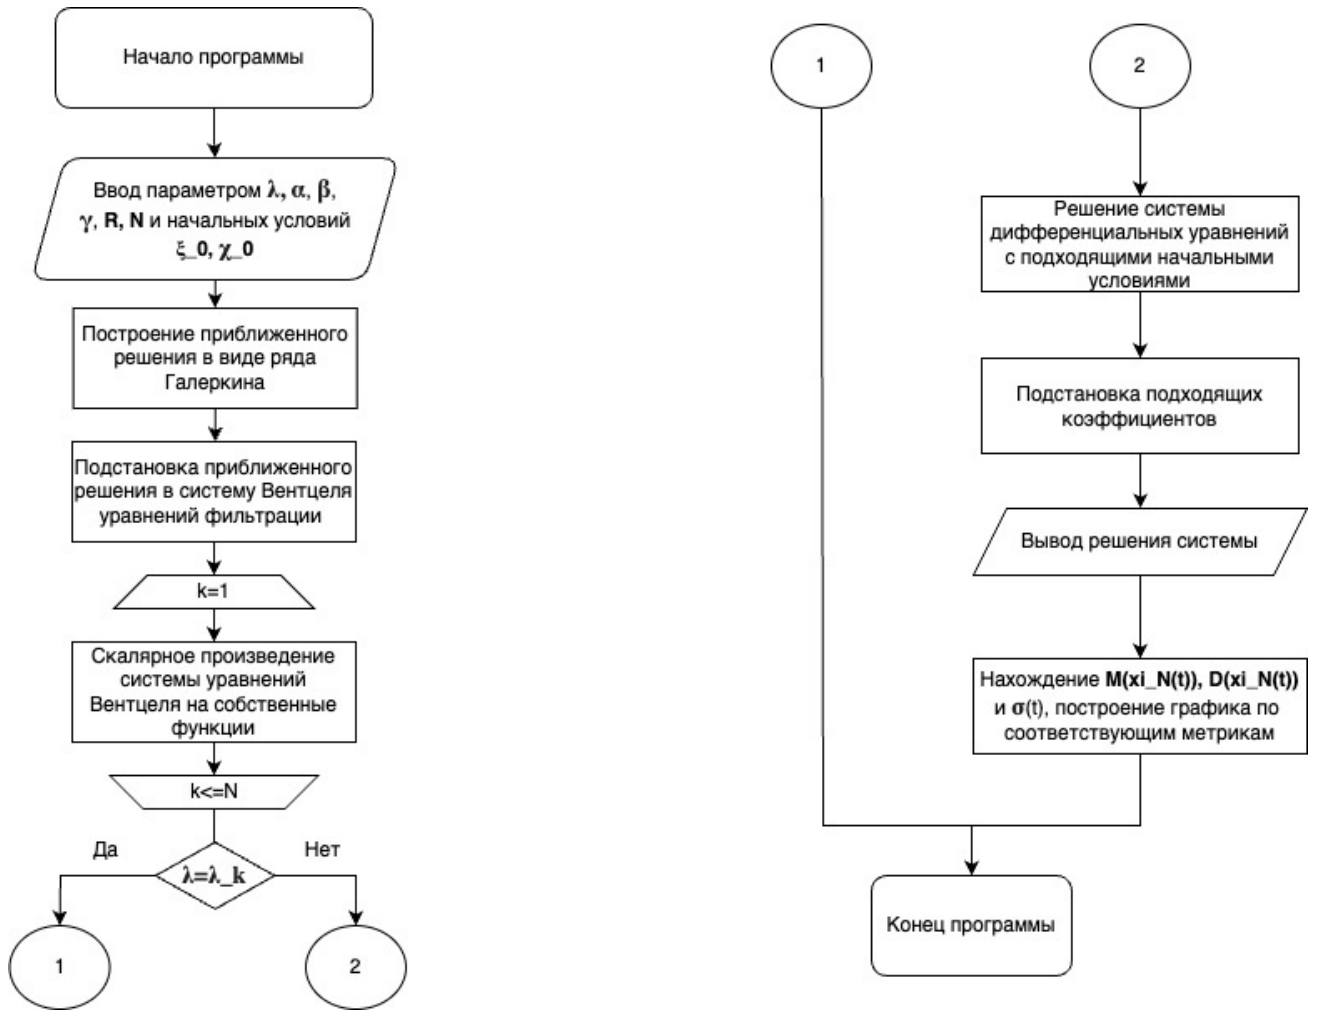 Начало программы
Ввод параметром λ, α, β,
γ, R, N и начальных условий
ξ_0, χ_0
Построение приближенного
решения в виде ряда
Галеркина
Подстановка приближенного
решения в систему Вентцеля
уравнений фильтрации
k=1
Скалярное произведение
системы уравнений
Вентцеля на собственные
функции
k<=N
Да
Нет
λ=λ_k
1
2
1
2
Решение системы
дифференциальных уравнений
с подходящими начальными
условиями
Подстановка подходящих
коэффициентов
Вывод решения системы
Нахождение M(xi_N(t)), D(xi_N(t))
и σ(t), построение графика по
соответствующим метрикам
Конец программы